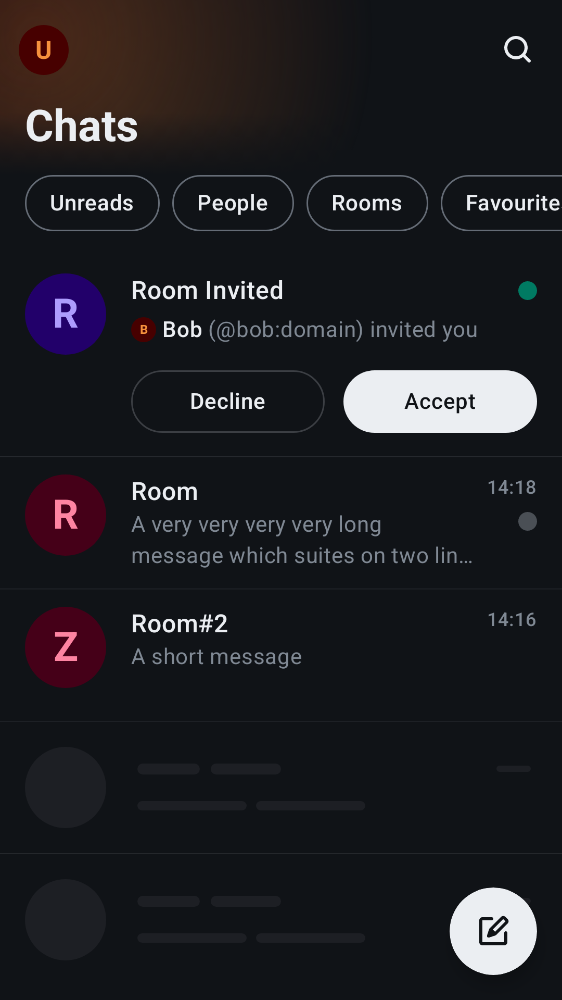 U
Chats
Unreads People Rooms Favourite
R
Room Invited
B Bob (@bob:domain) invited you
Decline Accept
R
Room 14:18
A very very very very long
message which suites on two lin…
Z
Room#2 14:16
A short message